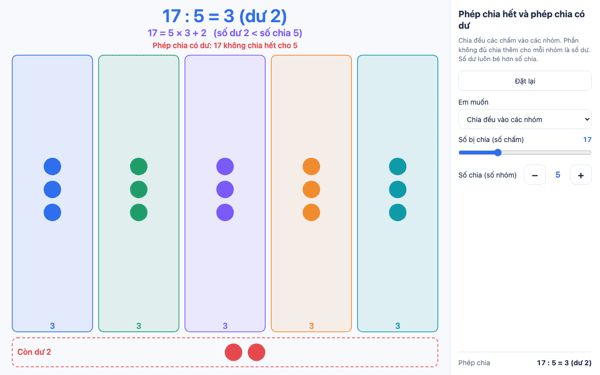 17 : 5 = 3 (dư 2)
17 = 5 × 3 + 2 (số dư 2 < số chia 5)
Phép chia có dư: 17 không chia hết cho 5
3
3
3
3
3
Còn dư 2
Phép chia hết và phép chia có
dư
Chia đều các chấm vào các nhóm. Phần
không đủ chia thêm cho mỗi nhóm là số dư.
Số dư luôn bé hơn số chia.
Đặt lại
Em muốn
Chia đều vào các nhóm
Số bị chia (số chấm) 17
Số chia (số nhóm) − 5 +
Phép chia 17 : 5 = 3 (dư 2)